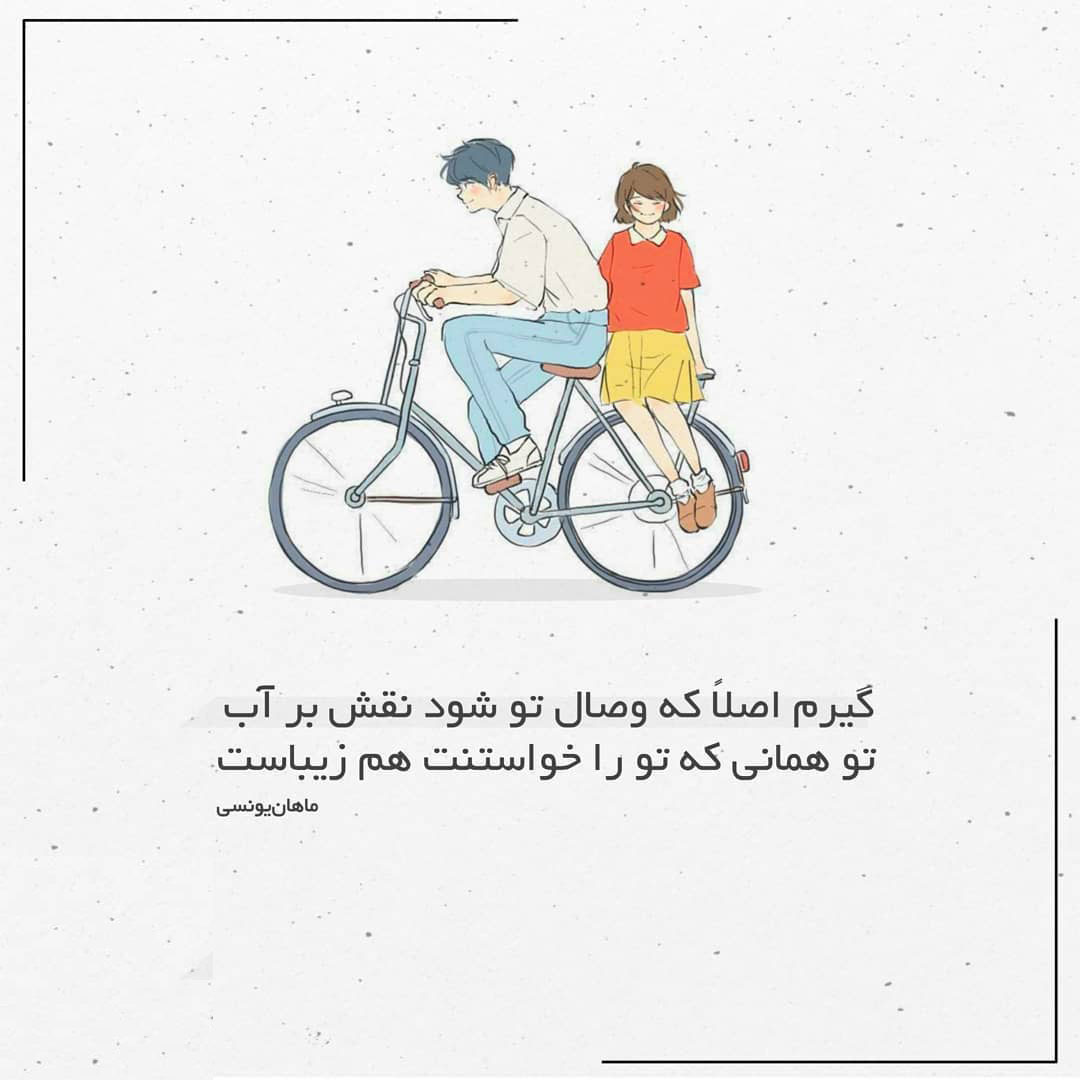 گیرم اصلاً که وصال تو شود نقش بر آب
تو همانی که تو را خواستنت هم زیباست
ماهان‌یونسی